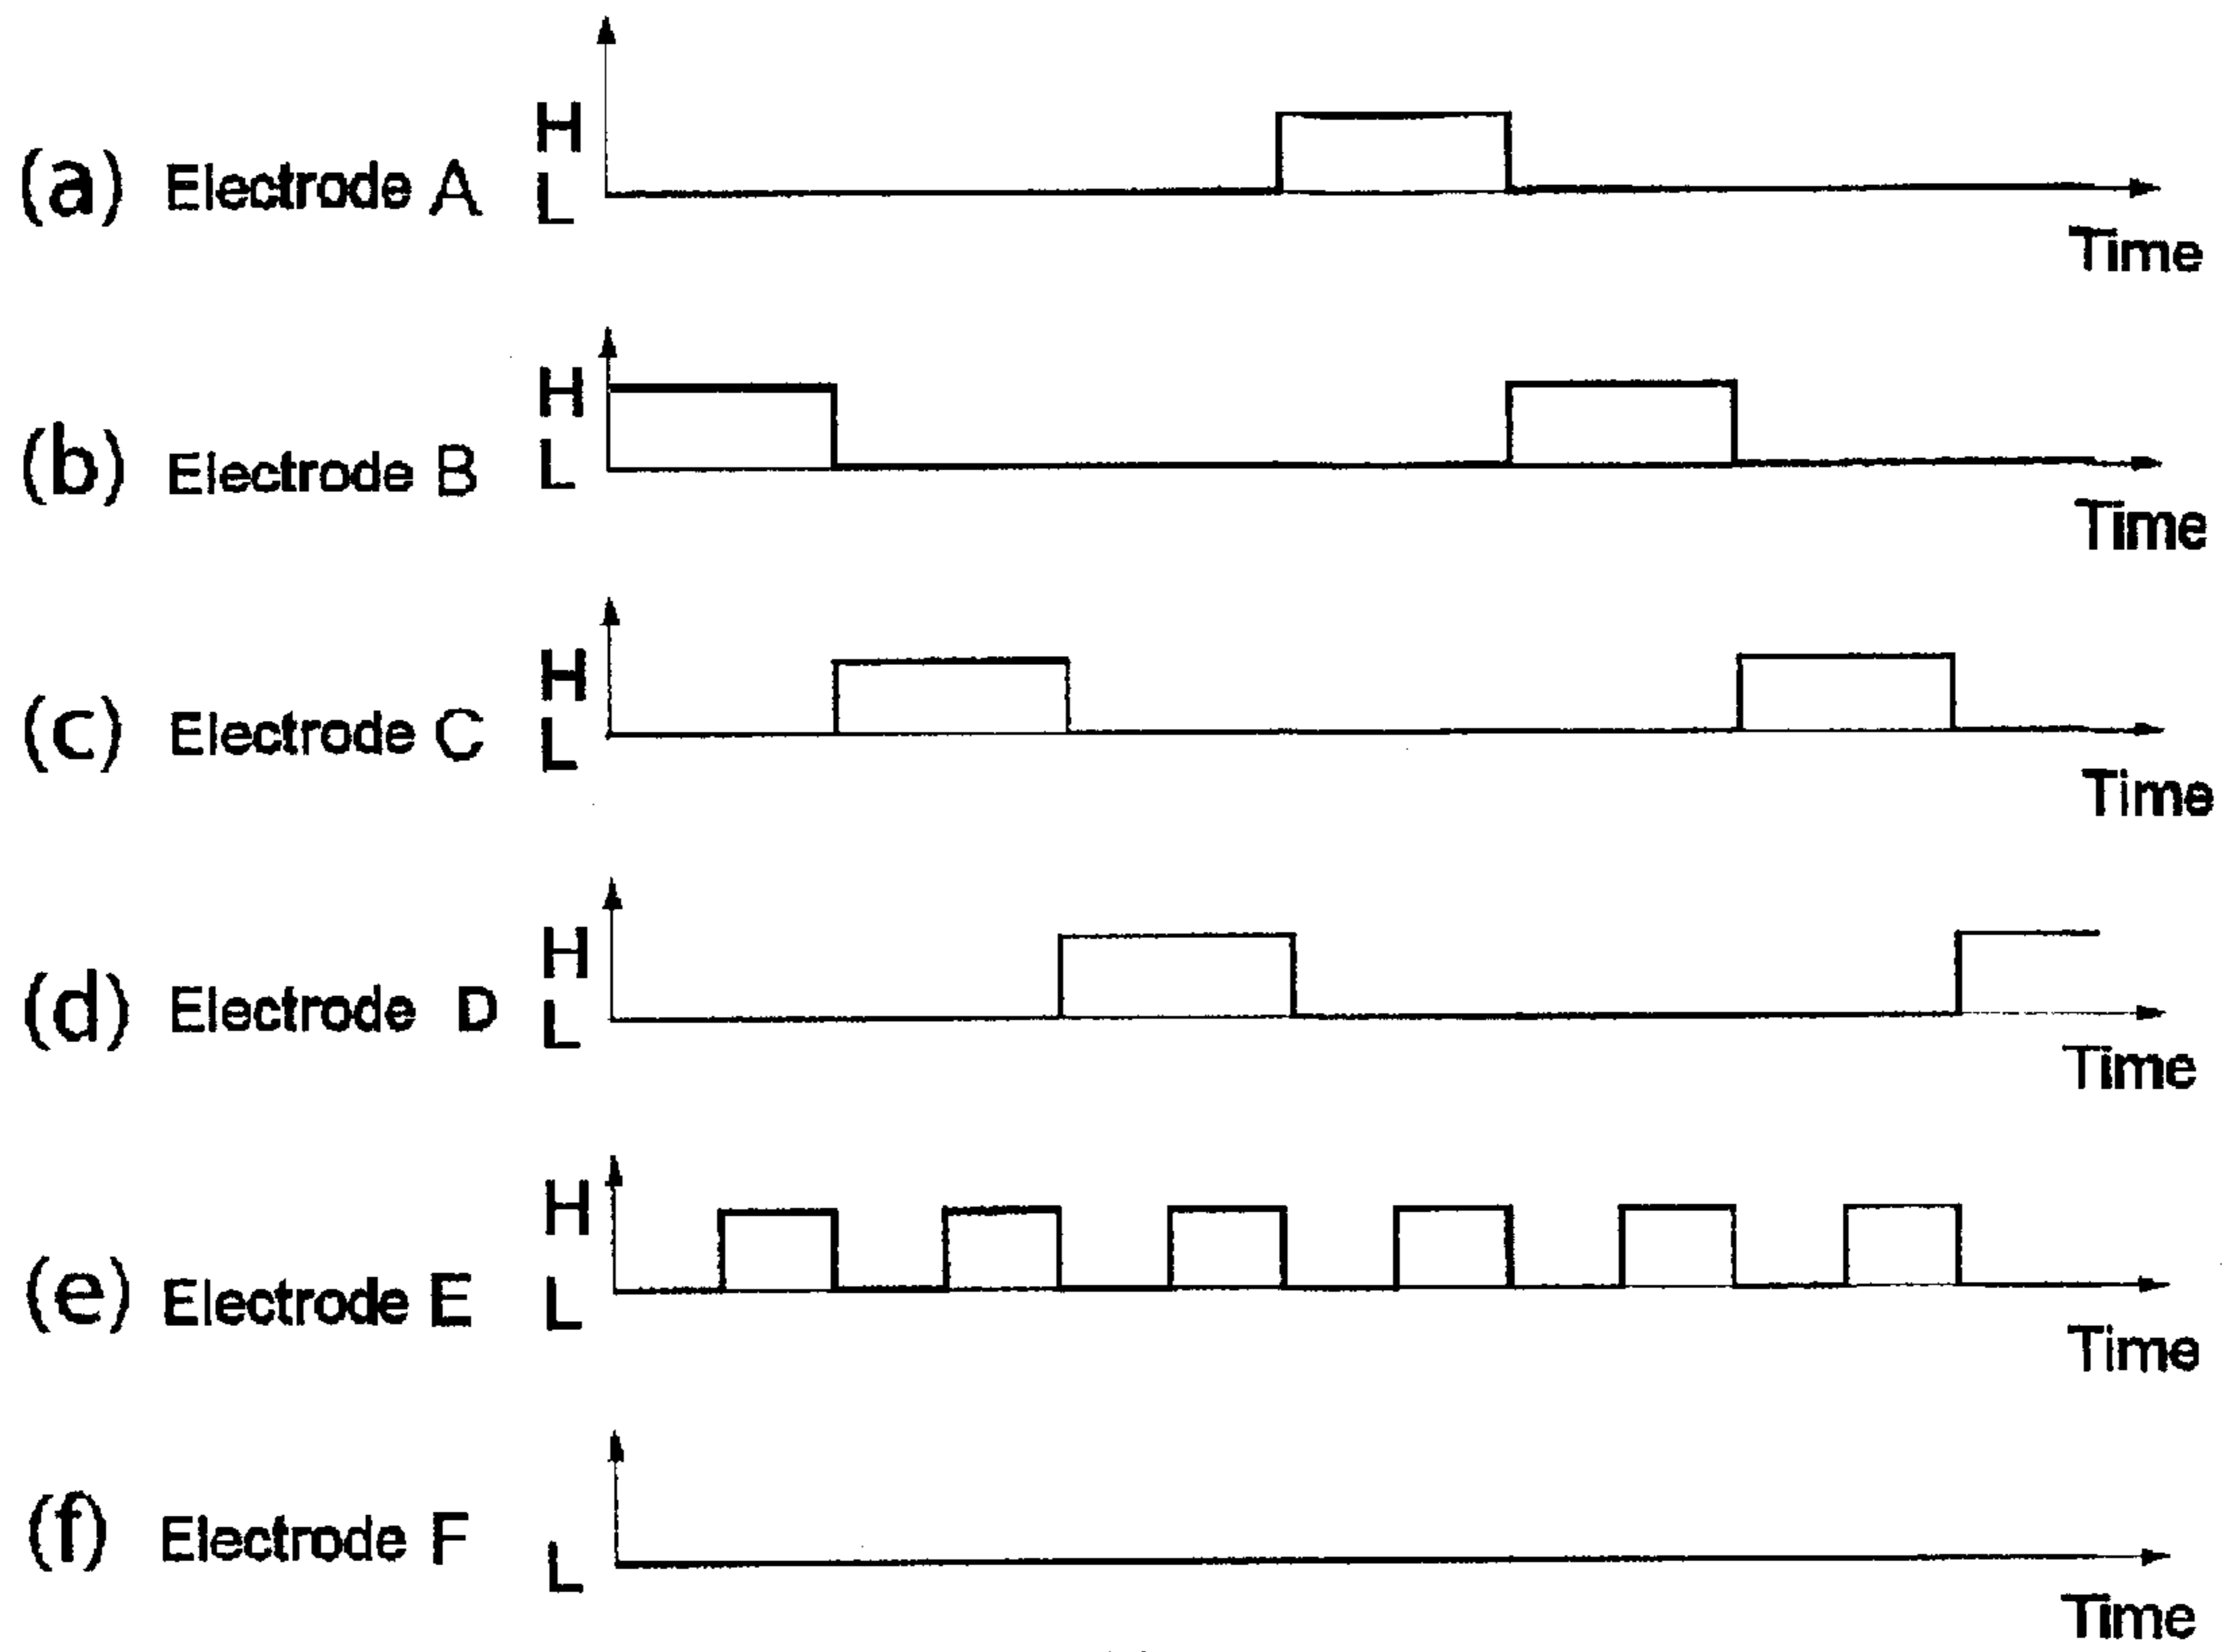 H
(a) Electrode A
L
Time
H
(b) Electrode B
L
Time
H
(c) Electrode C
L
Time
H
(d) Electrode D
L
Time
H
(e) Electrode E
L
Time
(f) Electrode F
L
Time